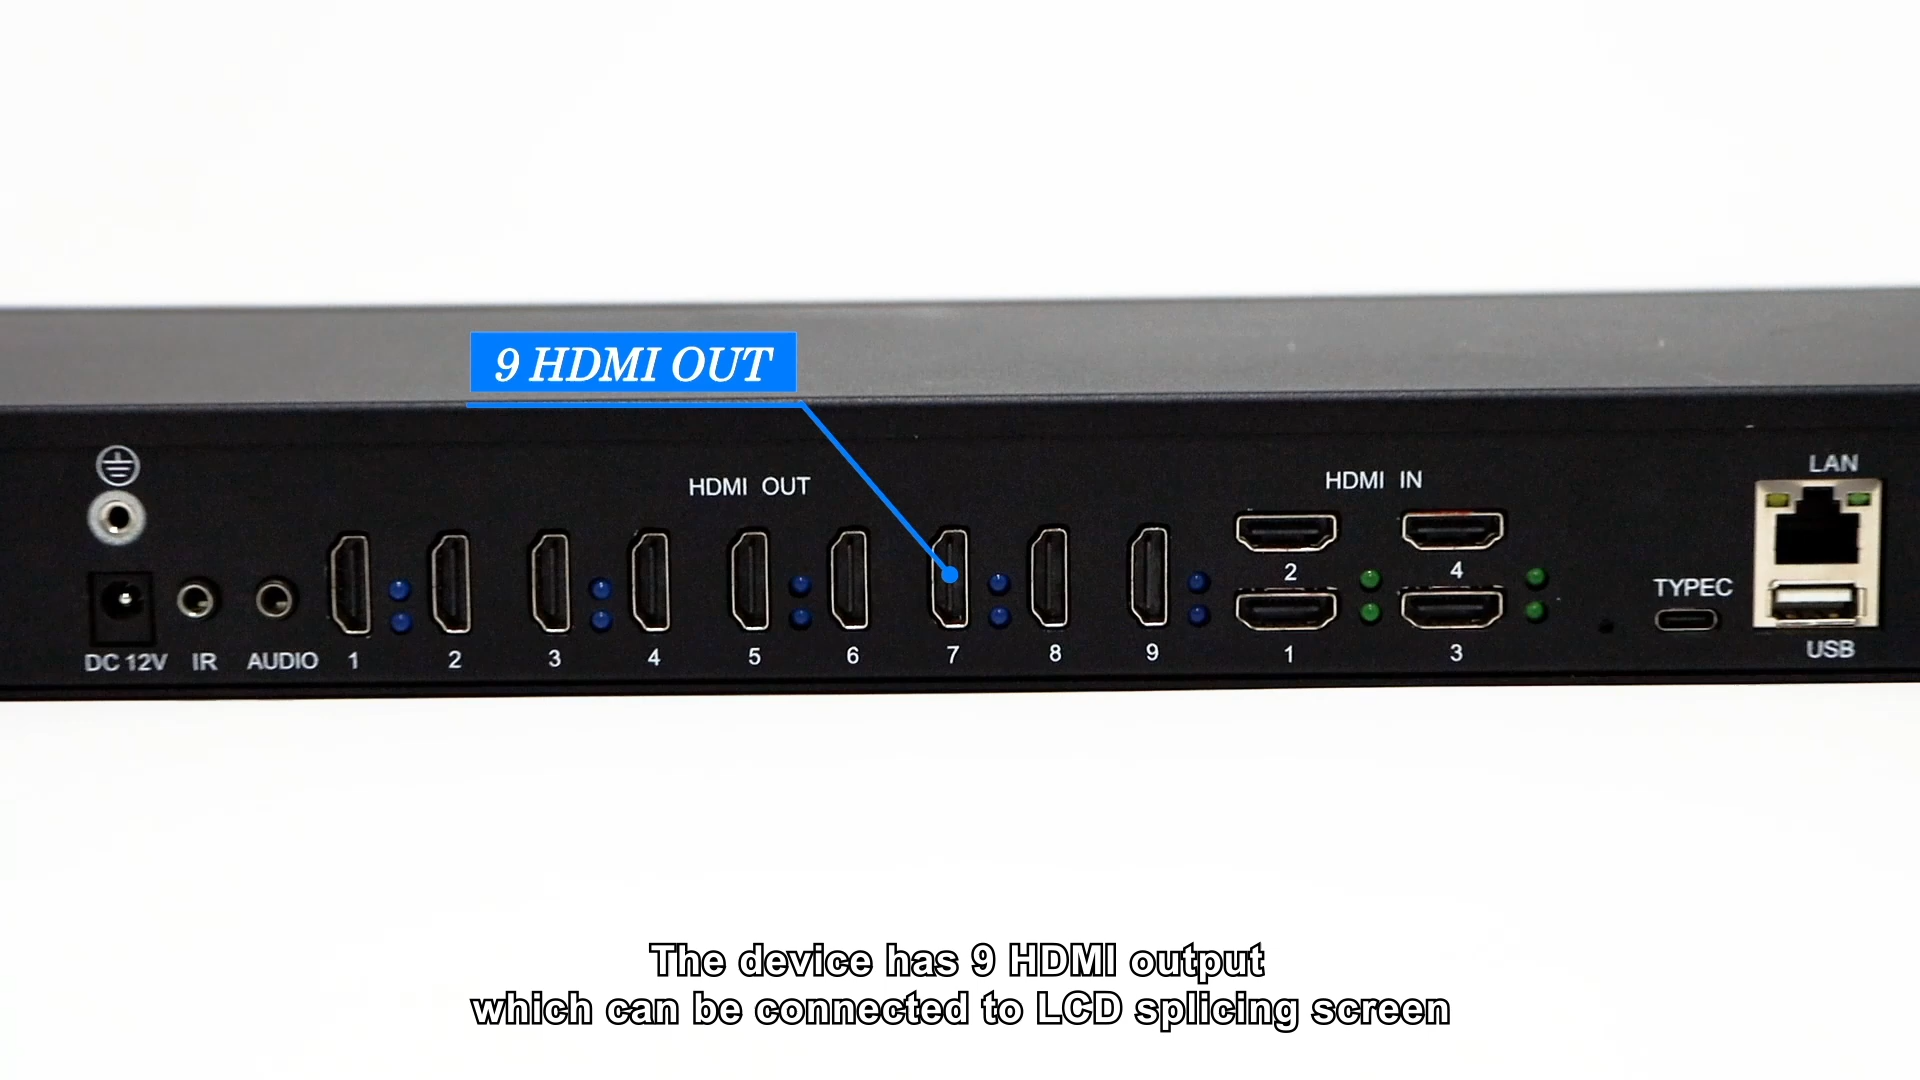 9 HDMI OUT
HDMI OUT
HDMI IN
LAN
2
4
TYPEC
DC 12V
IR
AUDIO
1
2
3
4
5
6
7
8
9
1
3
USB
The device has 9 HDMI output
which can be connected to LCD splicing screen